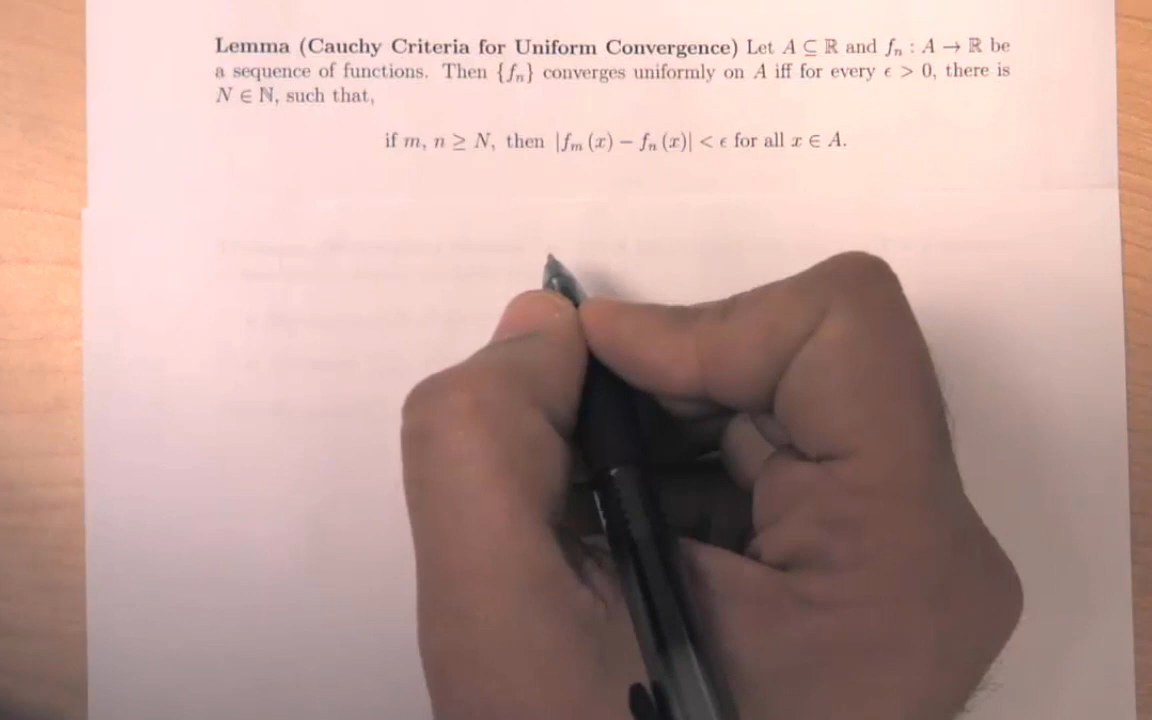 Lemma (Cauchy Criteria for Uniform Convergence) Let A ⊆ ℝ and fₙ : A → ℝ be
a sequence of functions. Then {fₙ} converges uniformly on A iff for every ϵ > 0, there is
N ∈ ℕ, such that,
if m, n ≥ N, then |fₘ (x) − fₙ (x)| < ϵ for all x ∈ A.